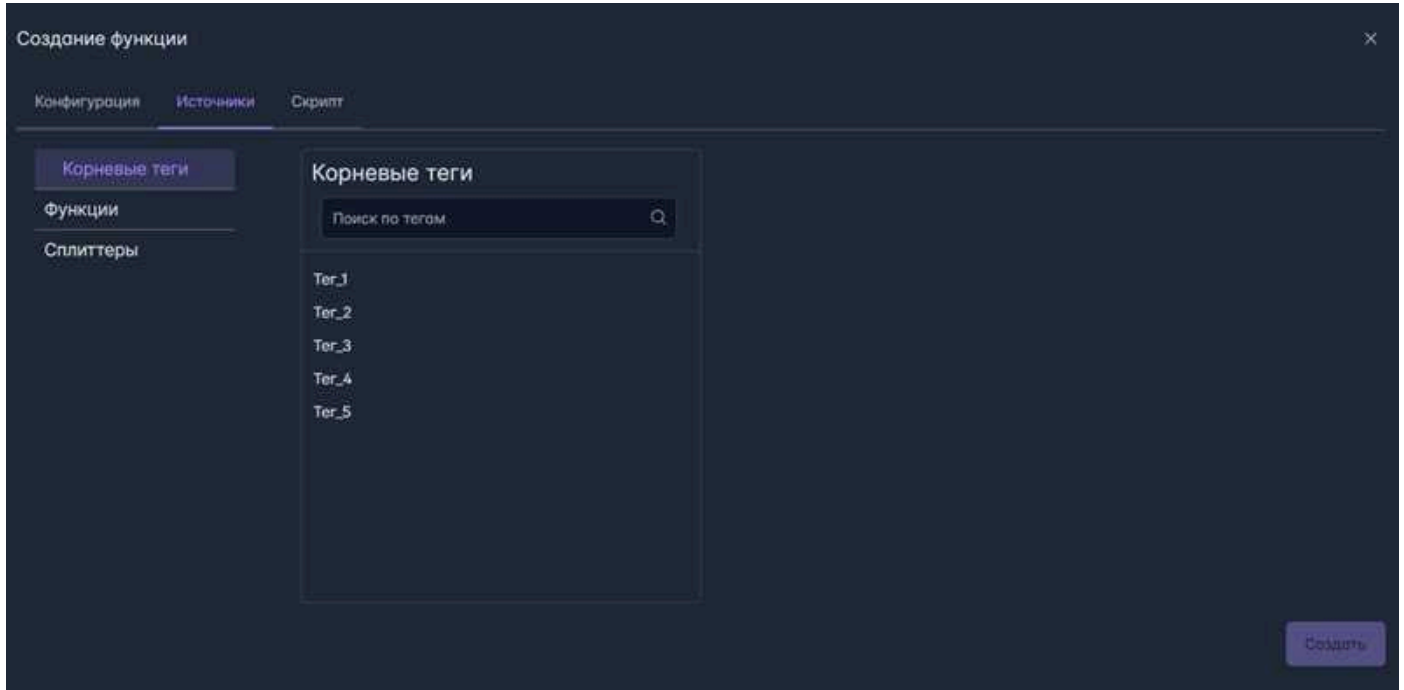 Создание функции
Конфигурация Источники Скрипт
Корневые теги
Функции
Сплиттеры
Корневые теги
Поиск по тегам
Тег_1
Тег_2
Тег_3
Тег_4
Тег_5
Создать